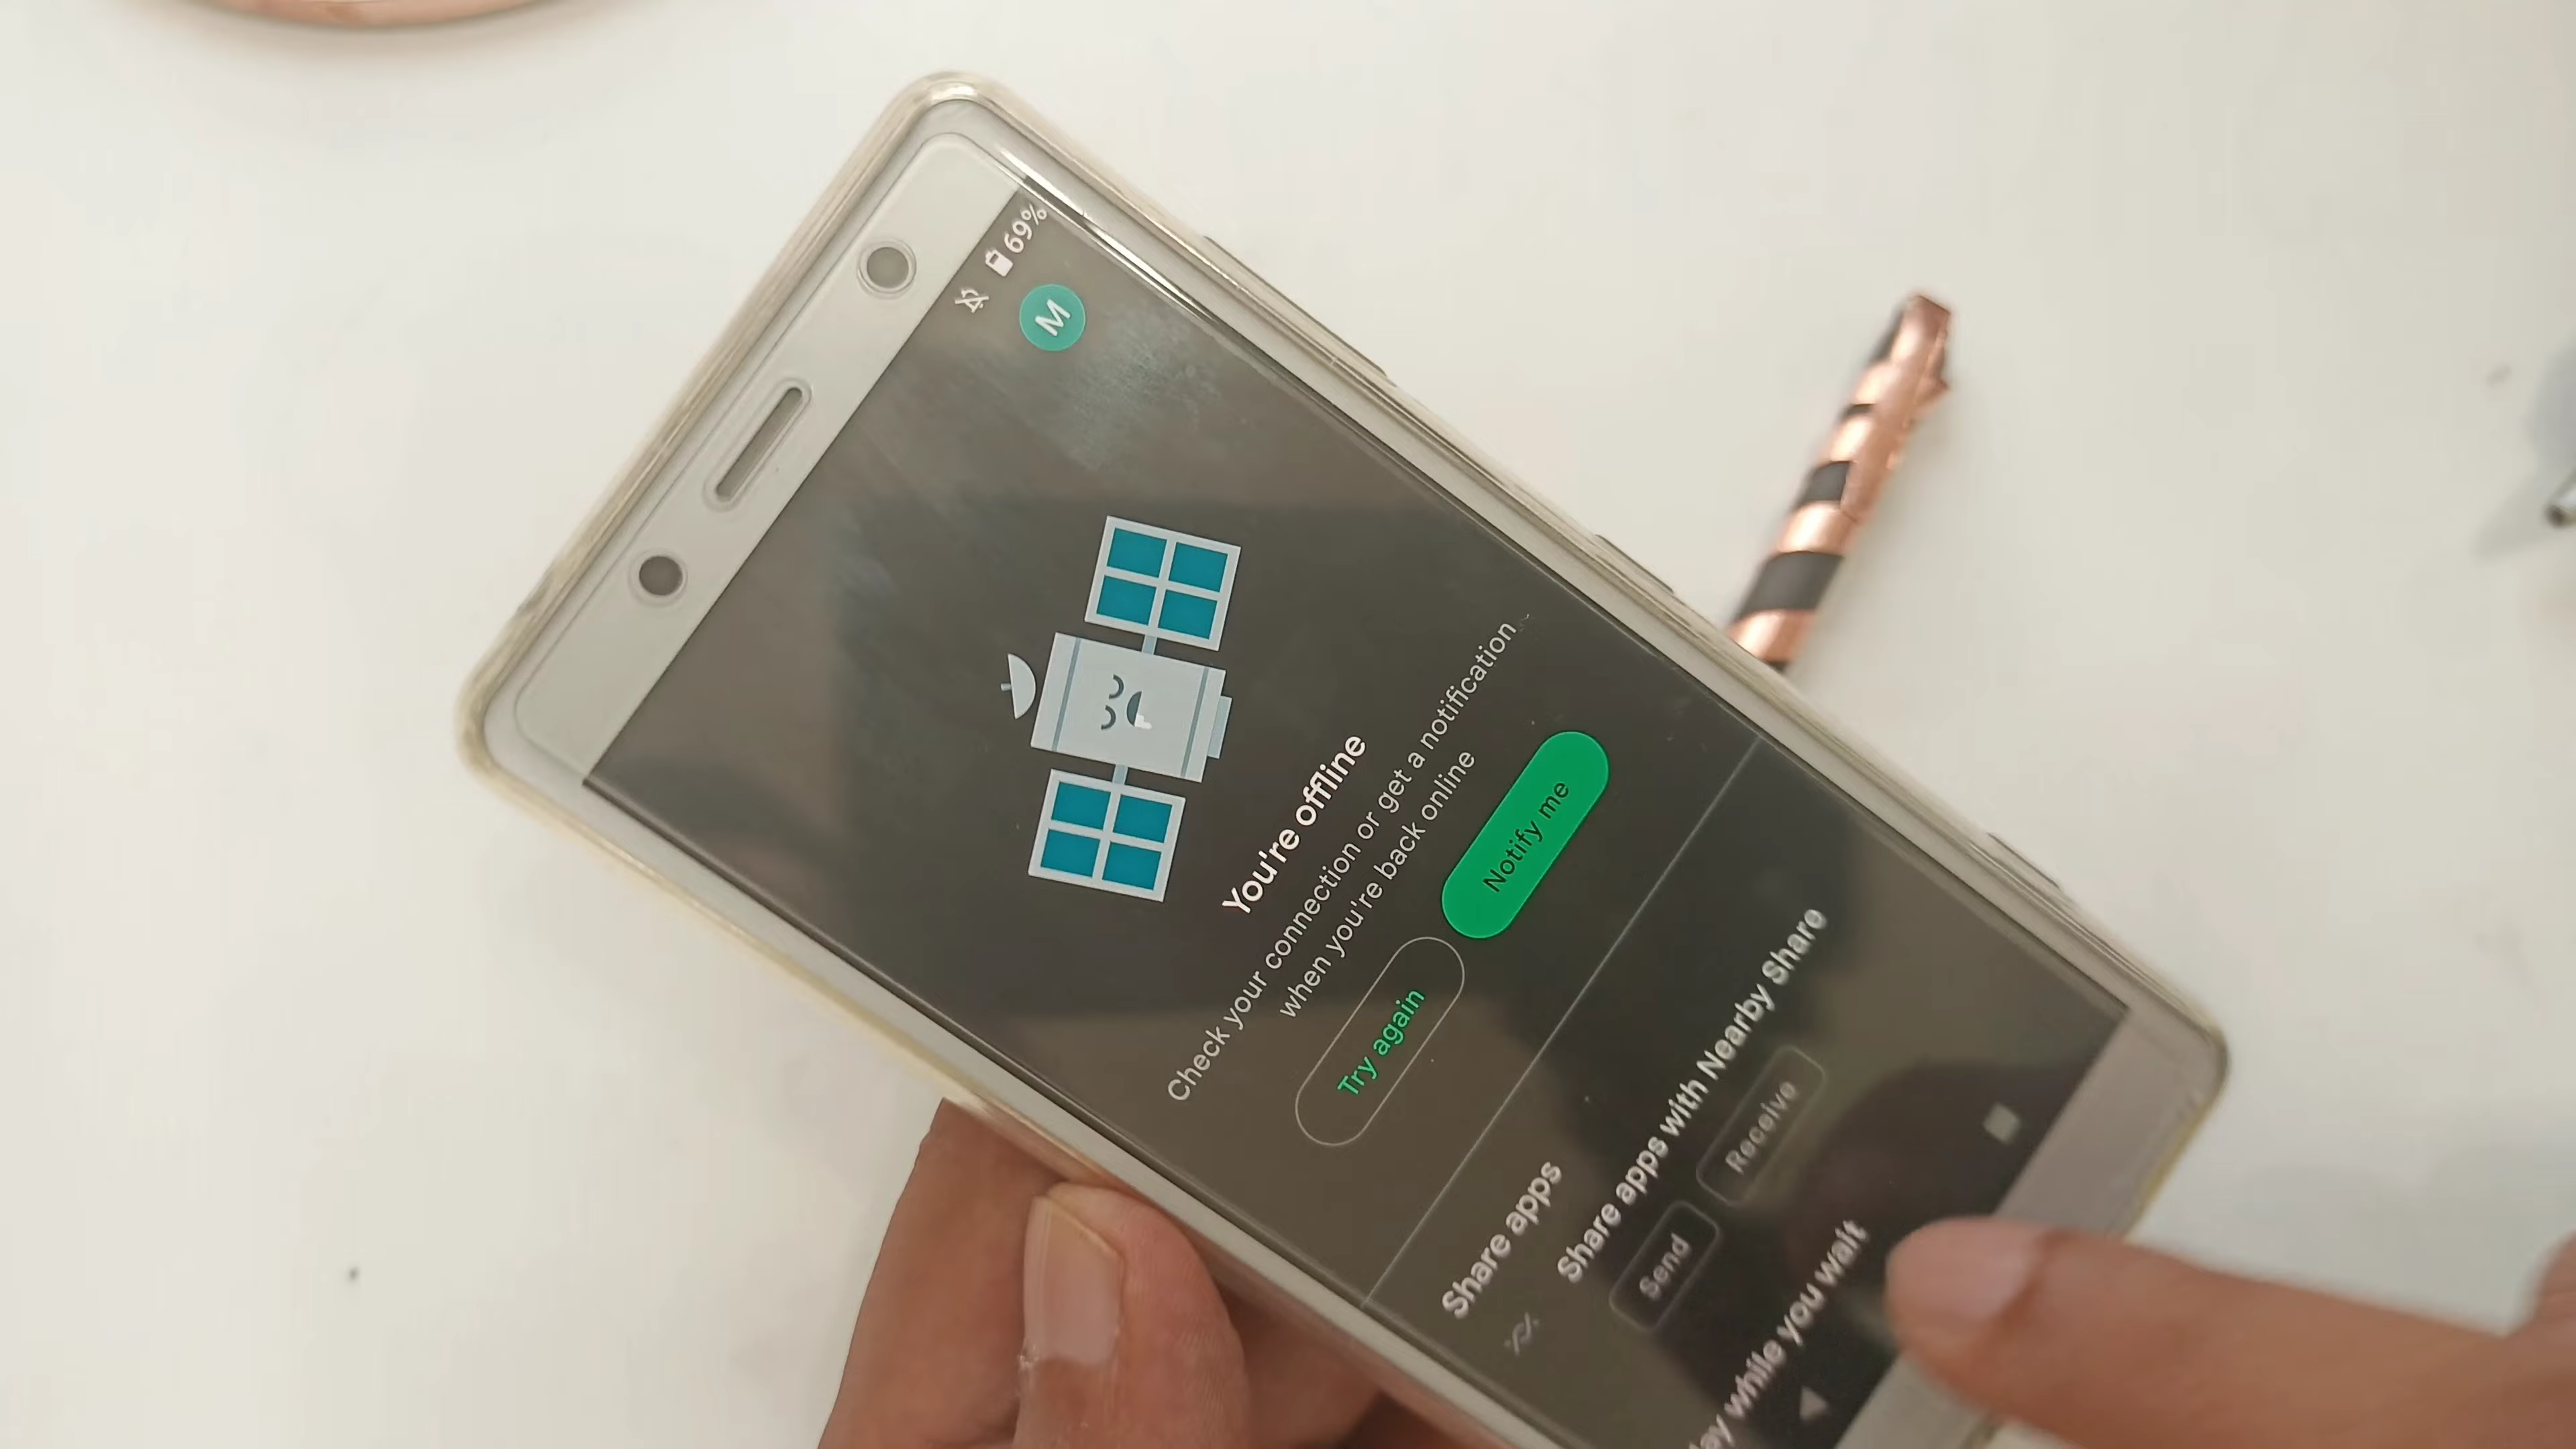 69%
M
You're offline
Check your connection or get a notification
when you're back online
Try again
Notify me
Share apps
Share apps with Nearby Share
Send
Receive
while you wait